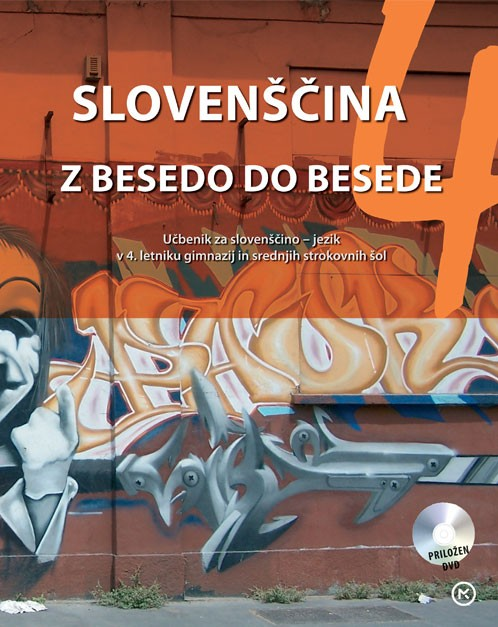 4
SLOVENŠČINA
Z BESEDO DO BESEDE
Učbenik za slovenščino – jezik
v 4. letniku gimnazij in srednjih strokovnih šol
PRILOŽEN
DVD